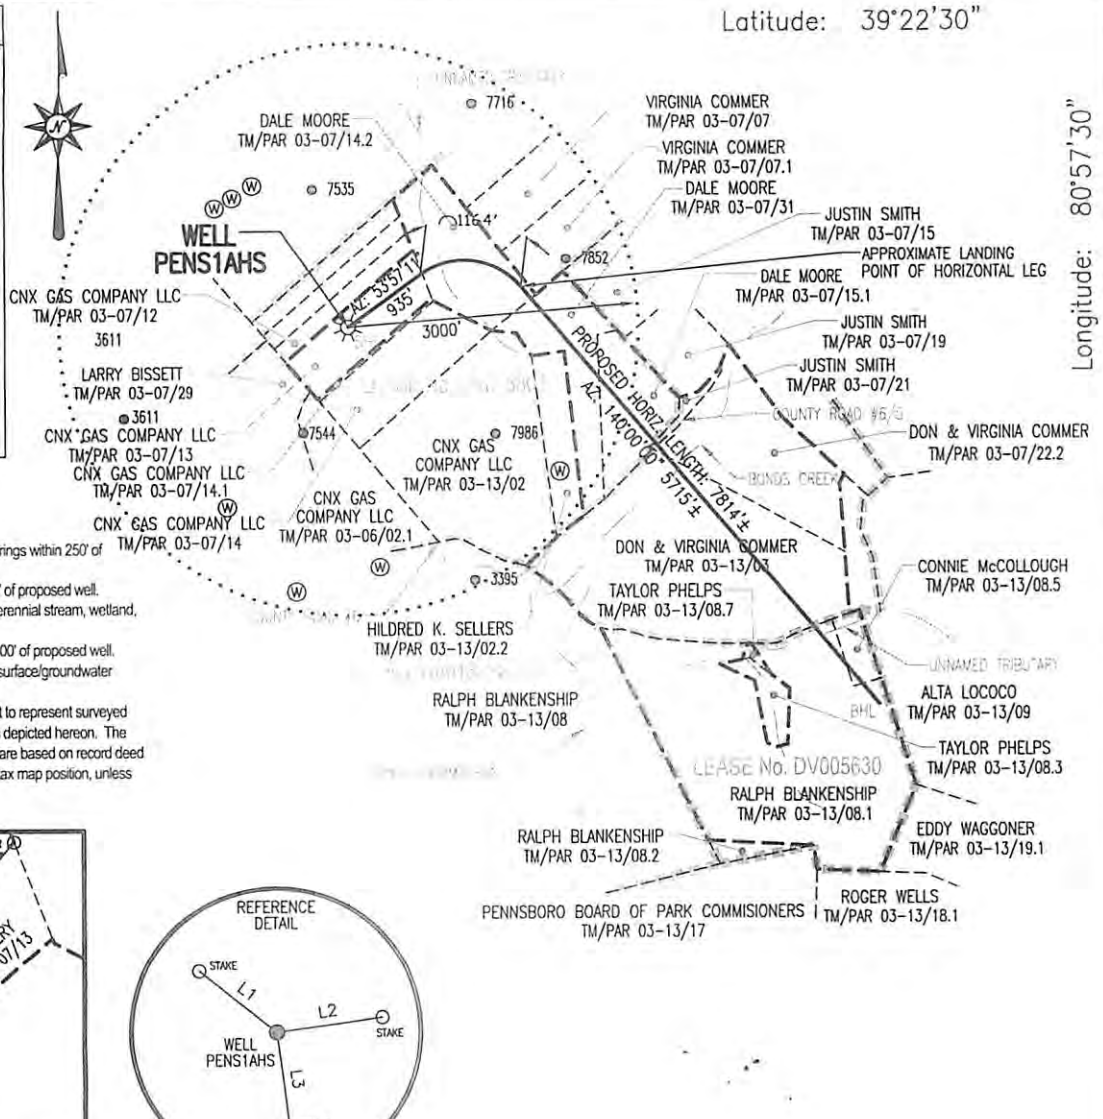 Latitude: 39°22'30"
Longitude: 80°57'30"
N
7716
DALE MOORE
TM/PAR 03-07/14.2
VIRGINIA COMMER
TM/PAR 03-07/07
VIRGINIA COMMER
TM/PAR 03-07/07.1
DALE MOORE
TM/PAR 03-07/31
7535
W
W
W
1164'
JUSTIN SMITH
TM/PAR 03-07/15
WELL
PENS1AHS
7852
APPROXIMATE LANDING
POINT OF HORIZONTAL LEG
DALE MOORE
TM/PAR 03-07/15.1
AZ: 53°57'11"
935'
3000'
CNX GAS COMPANY LLC
TM/PAR 03-07/12
3611
JUSTIN SMITH
TM/PAR 03-07/19
JUSTIN SMITH
TM/PAR 03-07/21
LARRY BISSETT
TM/PAR 03-07/29
3611
PROPOSED HORIZ. LENGTH: 7814'±
AZ: 140°00'00" 5715'±
COUNTY ROAD #6/6
CNX GAS COMPANY LLC
TM/PAR 03-07/13
7544
7986
DON & VIRGINIA COMMER
TM/PAR 03-07/22.2
CNX GAS
COMPANY LLC
TM/PAR 03-13/02
CNX GAS COMPANY LLC
TM/PAR 03-07/14.1
W
BONDS CREEK
CNX GAS
COMPANY LLC
TM/PAR 03-06/02.1
W
CNX GAS COMPANY LLC
TM/PAR 03-07/14
DON & VIRGINIA COMMER
TM/PAR 03-13/03
W
W
3395
CONNIE McCOLLOUGH
TM/PAR 03-13/08.5
TAYLOR PHELPS
TM/PAR 03-13/08.7
HILDRED K. SELLERS
TM/PAR 03-13/02.2
UNNAMED TRIBUTARY
RALPH BLANKENSHIP
TM/PAR 03-13/08
BHL
ALTA LOCOCO
TM/PAR 03-13/09
TAYLOR PHELPS
TM/PAR 03-13/08.3
LEASE No. DV005630
RALPH BLANKENSHIP
TM/PAR 03-13/08.1
RALPH BLANKENSHIP
TM/PAR 03-13/08.2
EDDY WAGGONER
TM/PAR 03-13/19.1
ROGER WELLS
TM/PAR 03-13/18.1
PENNSBORO BOARD OF PARK COMMISIONERS
TM/PAR 03-13/17
rings within 250' of
' of proposed well.
erennial stream, wetland,
00' of proposed well.
surface/groundwater
t to represent surveyed
depicted hereon. The
are based on record deed
ax map position, unless
ERY
07/13
REFERENCE
DETAIL
STAKE
L1
L2
STAKE
WELL
PENS1AHS
L3